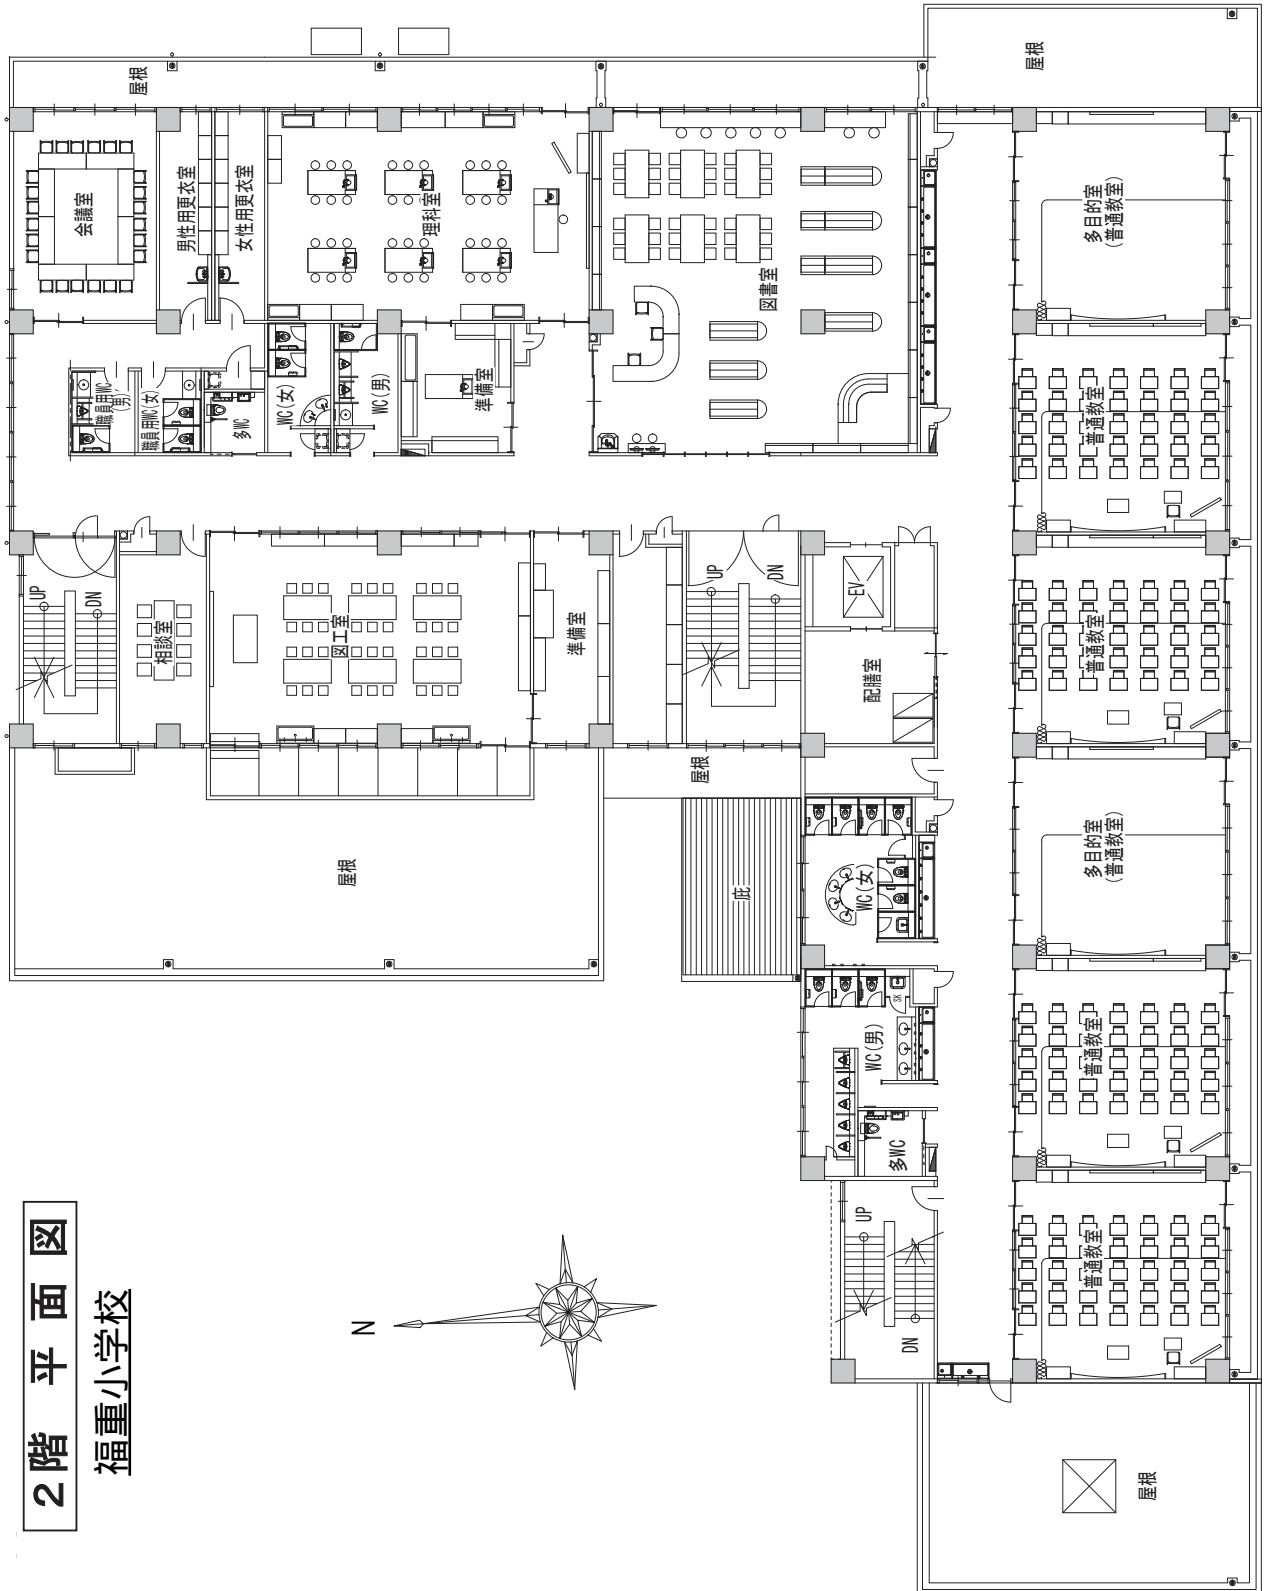 2階 平面図
福重小学校
N
屋根
屋根
会議室
男性用更衣室
女性用更衣室
理科室
図書室
多目的室
(普通教室)
職員用WC
(男)
職員用WC(女)
多WC
WC(女)
WC(男)
準備室
普通教室
UP
DN
相談室
図工室
準備室
UP
DN
EV
配膳室
普通教室
屋根
屋根
庇
WC(女)
多目的室
(普通教室)
SK
WC(男)
多WC
普通教室
UP
DN
普通教室
屋根